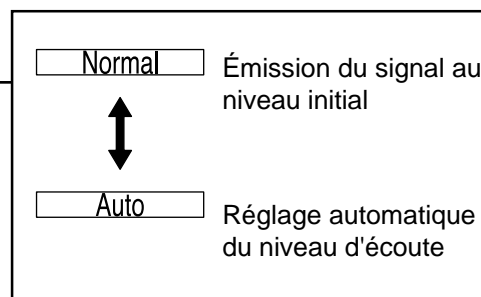 Normal
Émission du signal au
niveau initial
Auto
Réglage automatique
du niveau d'écoute